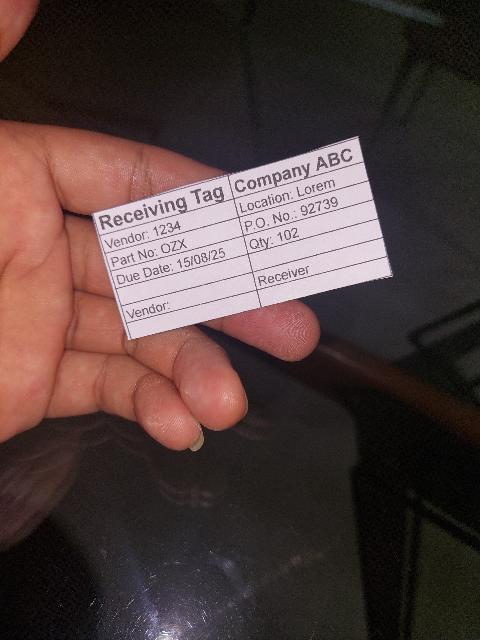 Receiving Tag Company ABC
Vendor: 1234 Location: Lorem
Part No: OZX P.O. No.: 92739
Due Date: 15/08/25 Qty: 102
Vendor: Receiver